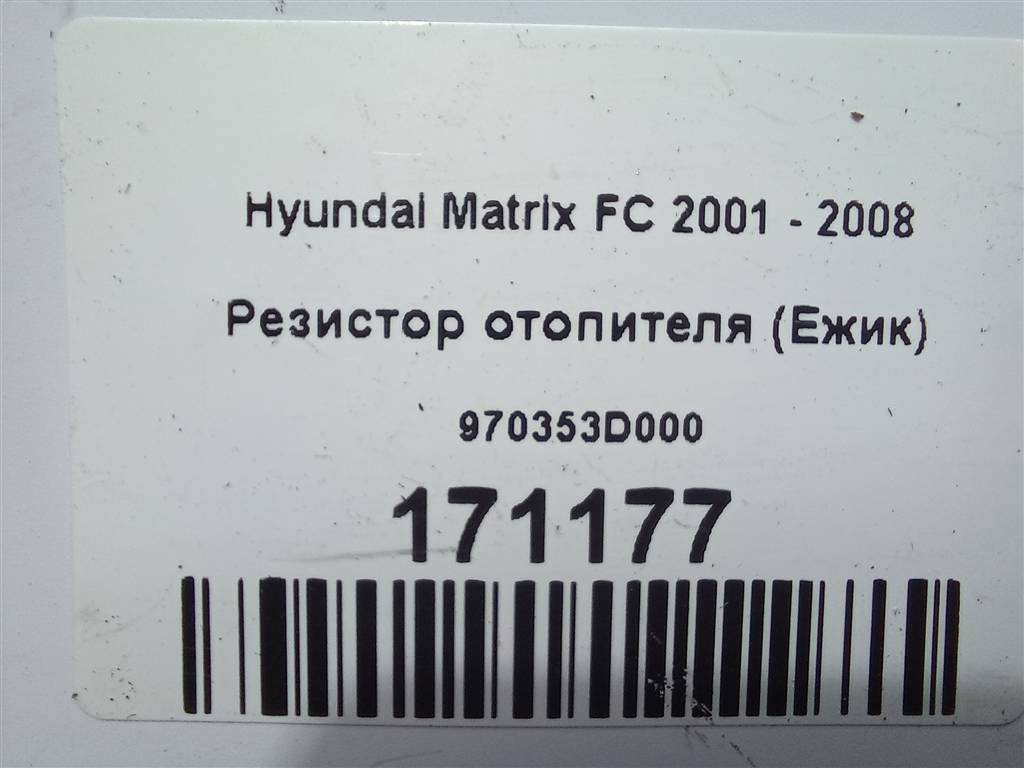 Hyundai Matrix FC 2001 - 2008
Резистор отопителя (Ежик)
970353D000
171177